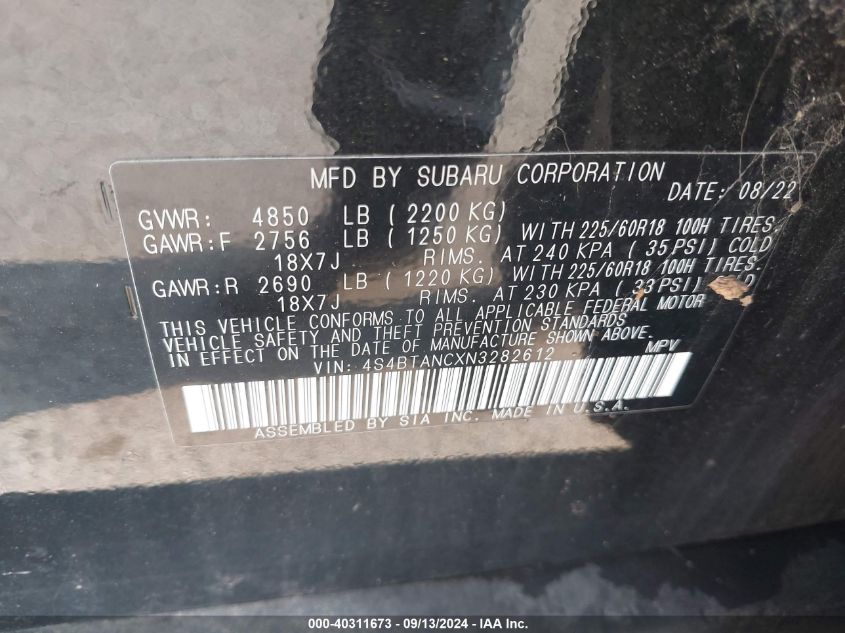 MFD BY SUBARU CORPORATION
DATE: 08/22
GVWR: 4850 LB ( 2200 KG)
GAWR:F 2756 LB ( 1250 KG) WITH 225/60R18 100H TIRES.
18X7J RIMS. AT 240 KPA ( 35 PSI) COLD
GAWR:R 2690 LB ( 1220 KG) WITH 225/60R18 100H TIRES.
18X7J RIMS. AT 230 KPA ( 33 PSI) COLD
THIS VEHICLE CONFORMS TO ALL APPLICABLE FEDERAL MOTOR
VEHICLE SAFETY AND THEFT PREVENTION STANDARDS
IN EFFECT ON THE DATE OF MANUFACTURE SHOWN ABOVE.
VIN: 4S4BTANCXN3282612 MPV
ASSEMBLED BY SIA INC. MADE IN U.S.A.
000-40311673 - 09/13/2024 - IAA Inc.